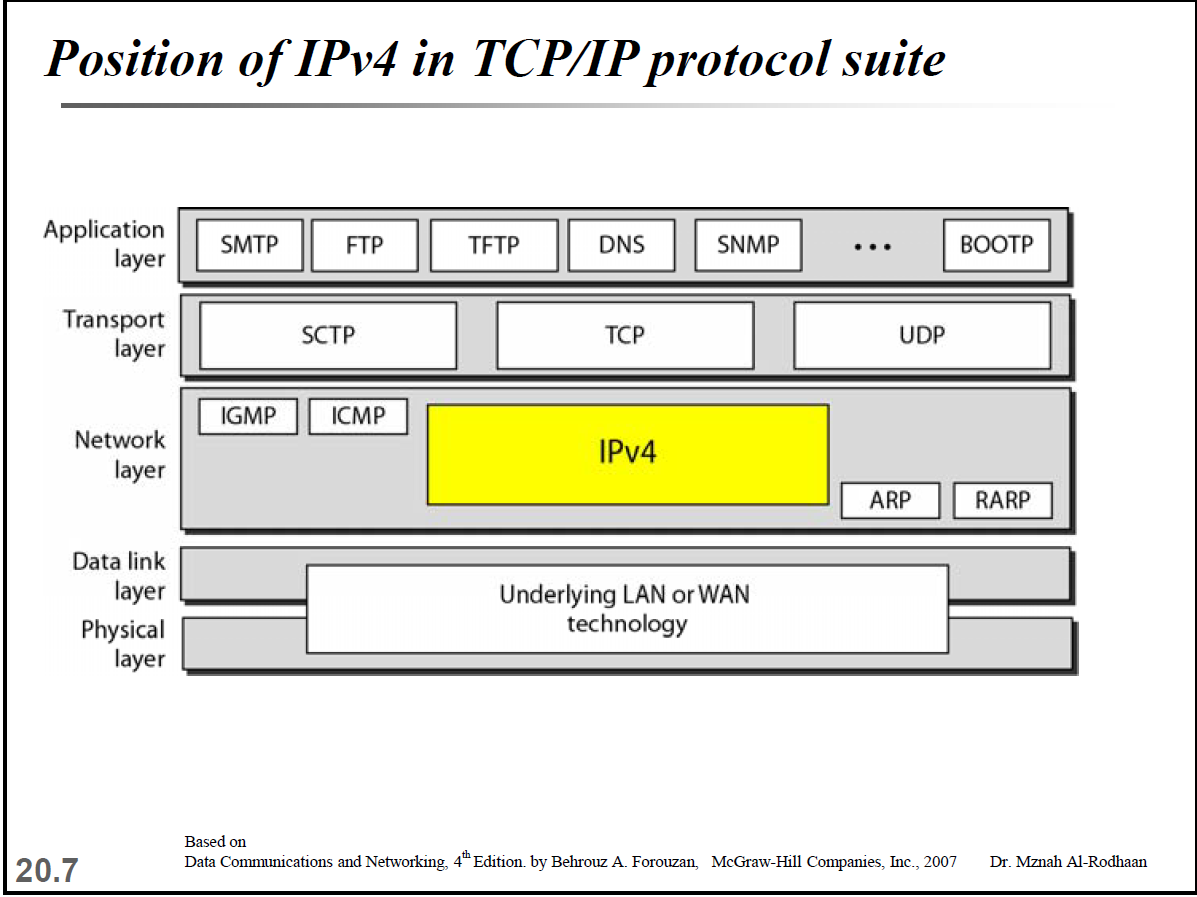 Position of IPv4 in TCP/IP protocol suite
Application
layer
SMTP
FTP
TFTP
DNS
SNMP
...
BOOTP
Transport
layer
SCTP
TCP
UDP
Network
layer
IGMP
ICMP
IPv4
ARP
RARP
Data link
layer
Underlying LAN or WAN
technology
Physical
layer
Based on
Data Communications and Networking, 4th Edition. by Behrouz A. Forouzan, McGraw-Hill Companies, Inc., 2007 Dr. Mznah Al-Rodhaan
20.7